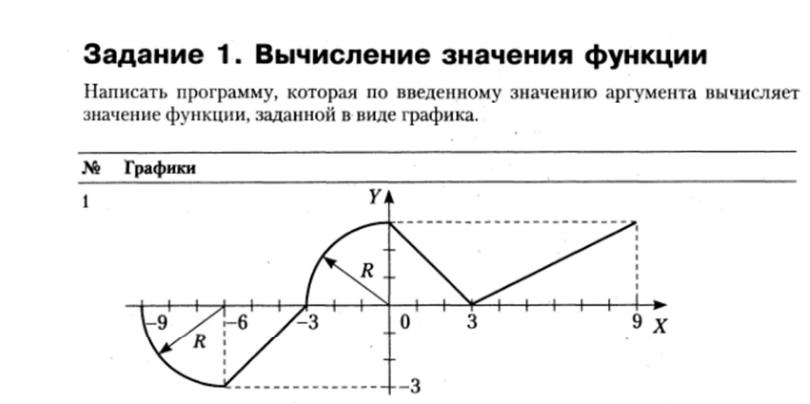 Задание 1. Вычисление значения функции
Написать программу, которая по введенному значению аргумента вычисляет
значение функции, заданной в виде графика.
№ Графики
1
Y
R
-9 -6 -3 0 3 9 X
R
-3